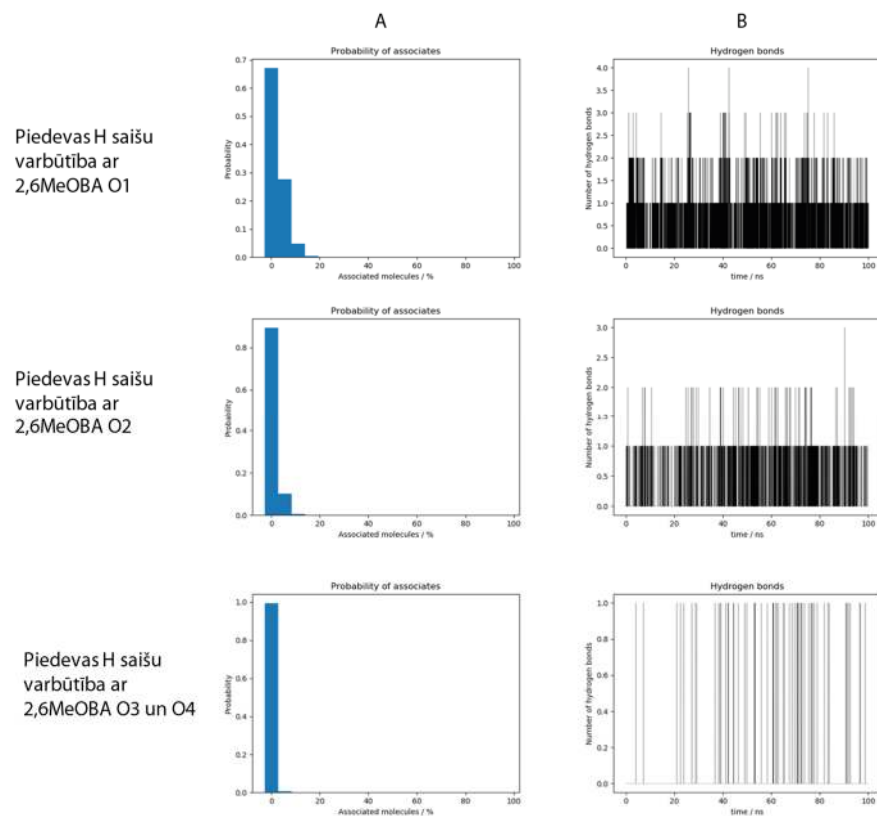 A
B
Piedevas H saišu
varbūtība ar
2,6MeOBA O1
Probability of associates
Probability
0.7
0.6
0.5
0.4
0.3
0.2
0.1
0.0
0 20 40 60 80 100
Associated molecules / %
Hydrogen bonds
Number of hydrogen bonds
4.0
3.5
3.0
2.5
2.0
1.5
1.0
0.5
0.0
0 20 40 60 80 100
time / ns
Piedevas H saišu
varbūtība ar
2,6MeOBA O2
Probability of associates
Probability
0.8
0.6
0.4
0.2
0.0
0 20 40 60 80 100
Associated molecules / %
Hydrogen bonds
Number of hydrogen bonds
3.0
2.5
2.0
1.5
1.0
0.5
0.0
0 20 40 60 80 100
time / ns
Piedevas H saišu
varbūtība ar
2,6MeOBA O3 un O4
Probability of associates
Probability
1.0
0.8
0.6
0.4
0.2
0.0
0 20 40 60 80 100
Associated molecules / %
Hydrogen bonds
Number of hydrogen bonds
1.0
0.8
0.6
0.4
0.2
0.0
0 20 40 60 80 100
time / ns